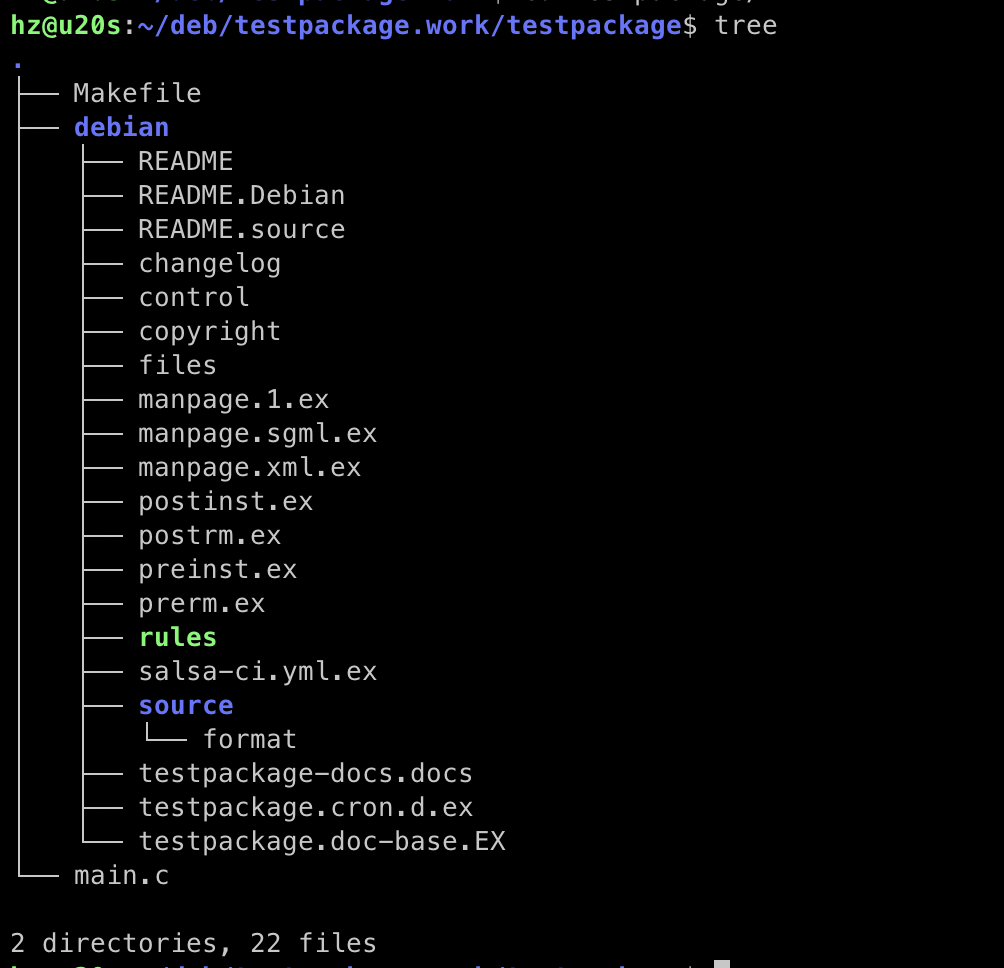 hz@u20s:~/deb/testpackage.work/testpackage$ tree
.
├── Makefile
├── debian
│   ├── README
│   ├── README.Debian
│   ├── README.source
│   ├── changelog
│   ├── control
│   ├── copyright
│   ├── files
│   ├── manpage.1.ex
│   ├── manpage.sgml.ex
│   ├── manpage.xml.ex
│   ├── postinst.ex
│   ├── postrm.ex
│   ├── preinst.ex
│   ├── prerm.ex
│   ├── rules
│   ├── salsa-ci.yml.ex
│   ├── source
│   │   └── format
│   ├── testpackage-docs.docs
│   ├── testpackage.cron.d.ex
│   └── testpackage.doc-base.EX
└── main.c
2 directories, 22 files